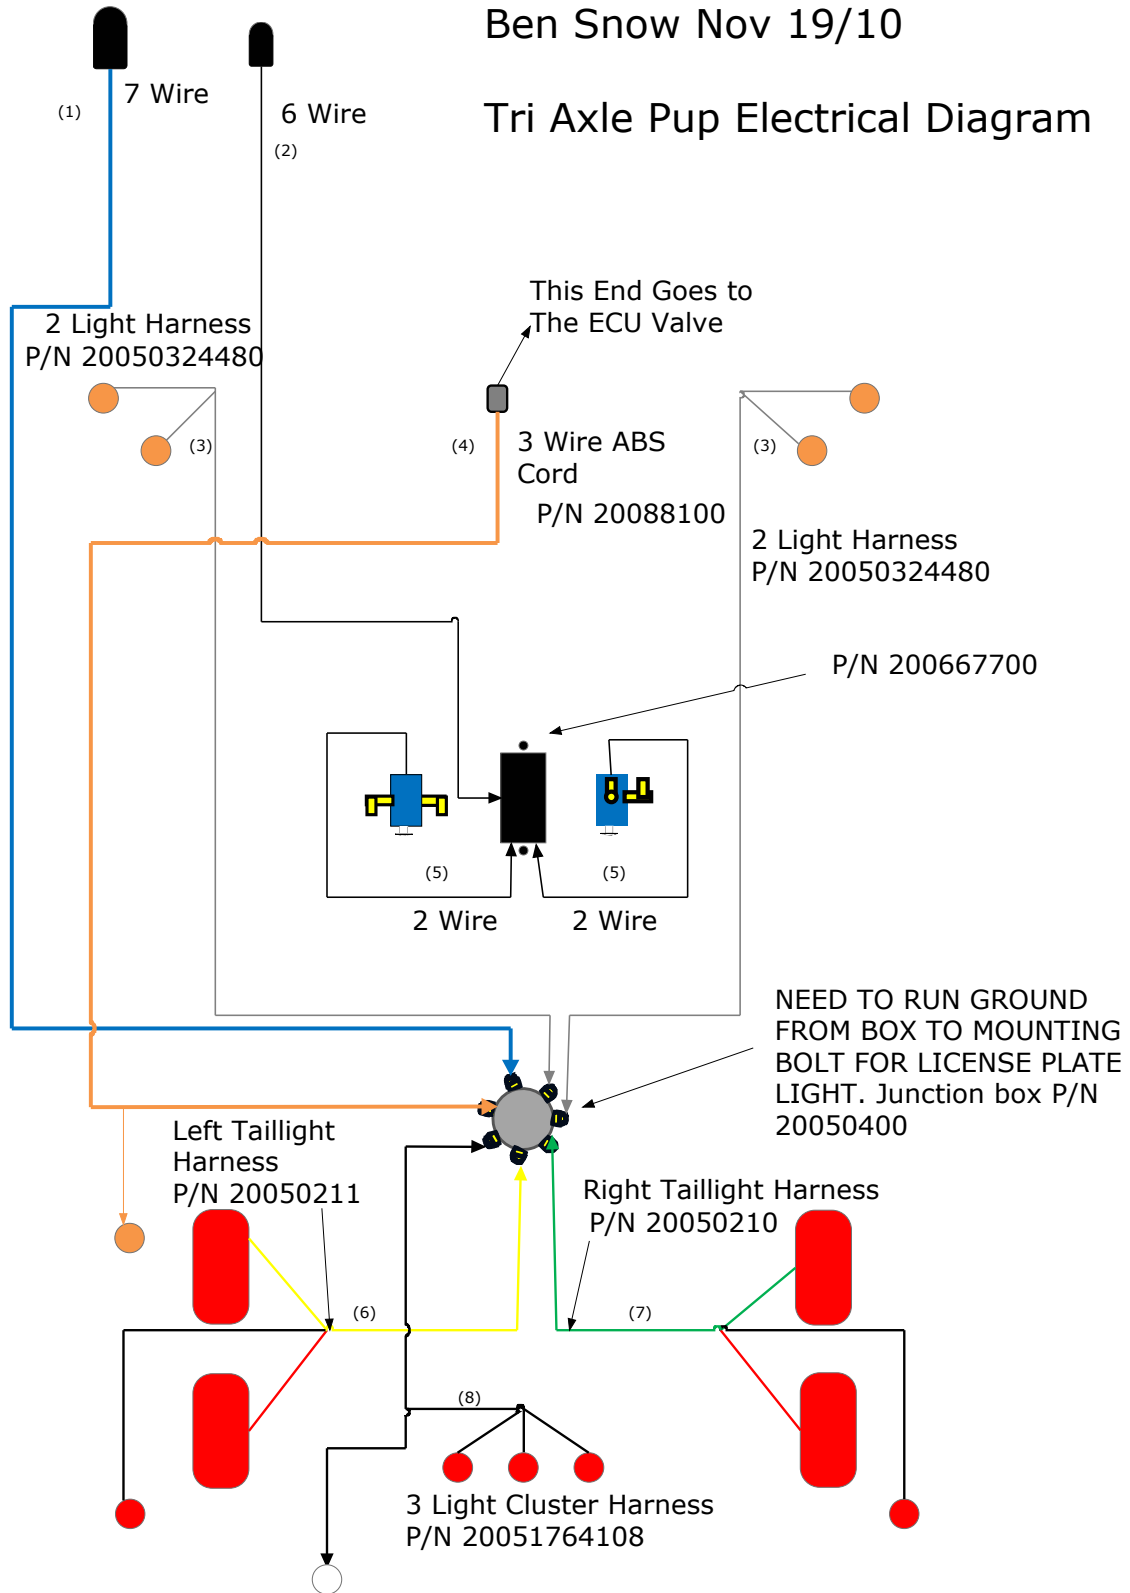 Ben Snow Nov 19/10
Tri Axle Pup Electrical Diagram
7 Wire
(1)
6 Wire
(2)
This End Goes to
The ECU Valve
2 Light Harness
P/N 20050324480
(3)
(4)
3 Wire ABS
Cord
P/N 20088100
(3)
2 Light Harness
P/N 20050324480
P/N 200667700
(5)
2 Wire
(5)
2 Wire
NEED TO RUN GROUND
FROM BOX TO MOUNTING
BOLT FOR LICENSE PLATE
LIGHT. Junction box P/N
20050400
Left Taillight
Harness
P/N 20050211
Right Taillight Harness
P/N 20050210
(6)
(7)
(8)
3 Light Cluster Harness
P/N 20051764108